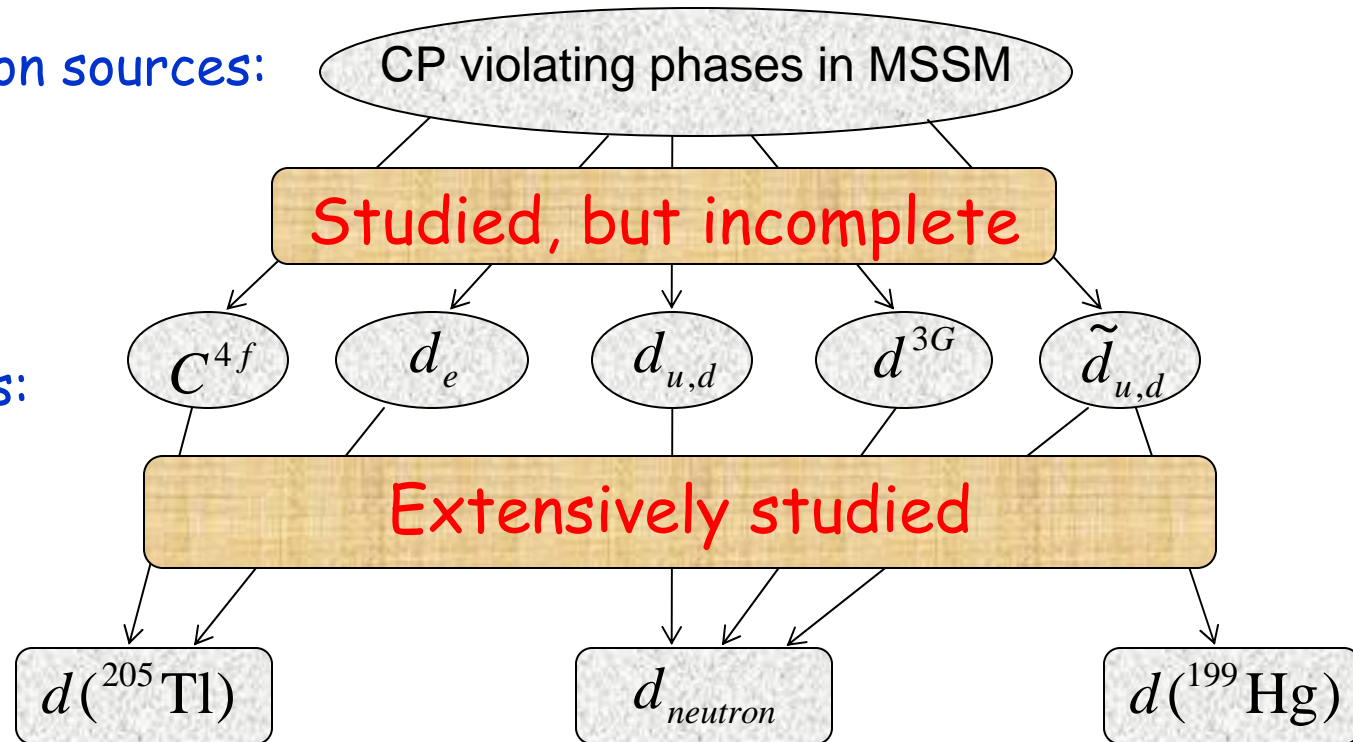 on sources:
CP violating phases in MSSM
Studied, but incomplete
s:
C^{4f}
d_e
d_{u,d}
d^{3G}
\tilde{d}_{u,d}
Extensively studied
d(^{205}Tl)
d_{neutron}
d(^{199}Hg)